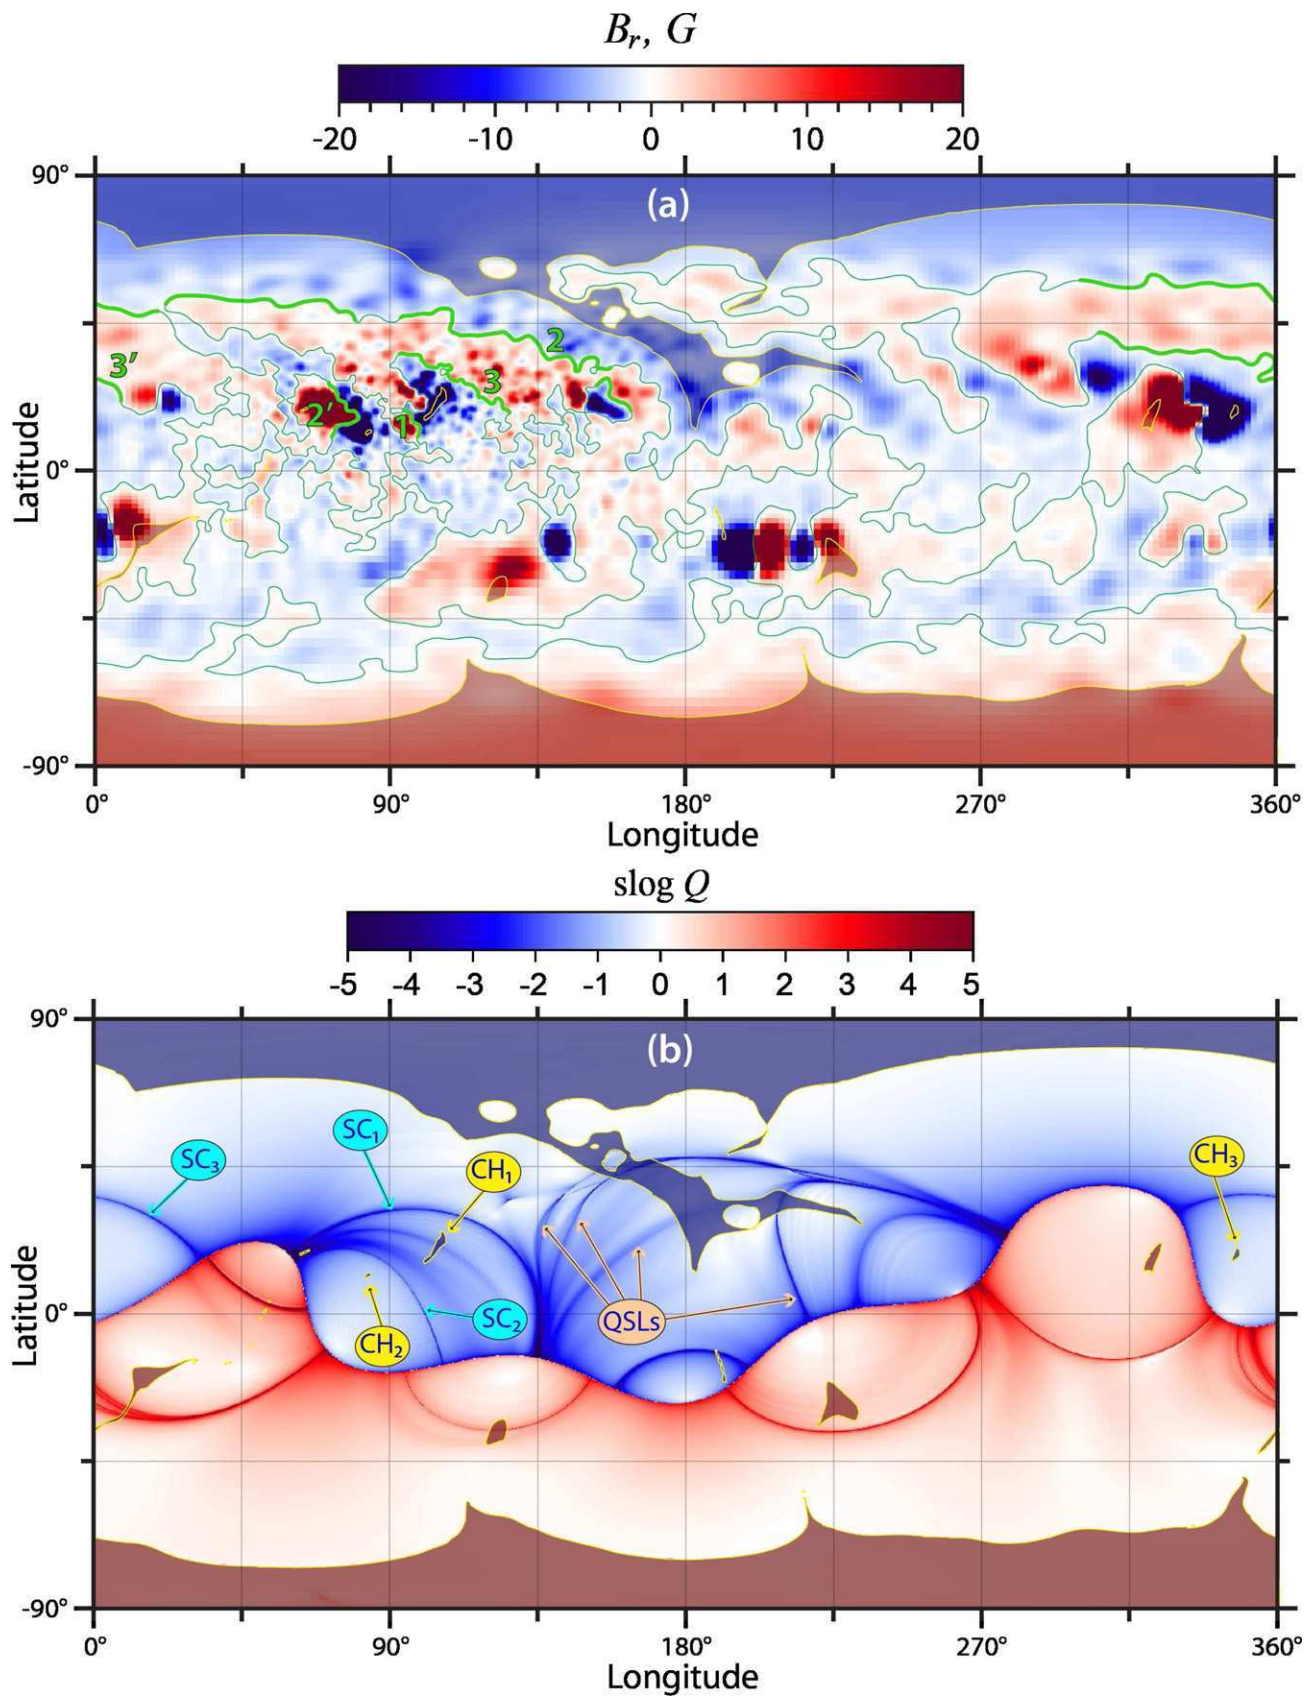 B_r, G
-20 -10 0 10 20
90°
(a)
3′ 2 3
2′ 1
0°
Latitude
-90°
0° 90° 180° 270° 360°
Longitude
slog Q
-5 -4 -3 -2 -1 0 1 2 3 4 5
90°
(b)
SC₃ SC₁ CH₁ CH₃
0°
Latitude
CH₂ SC₂ QSLs
-90°
0° 90° 180° 270° 360°
Longitude